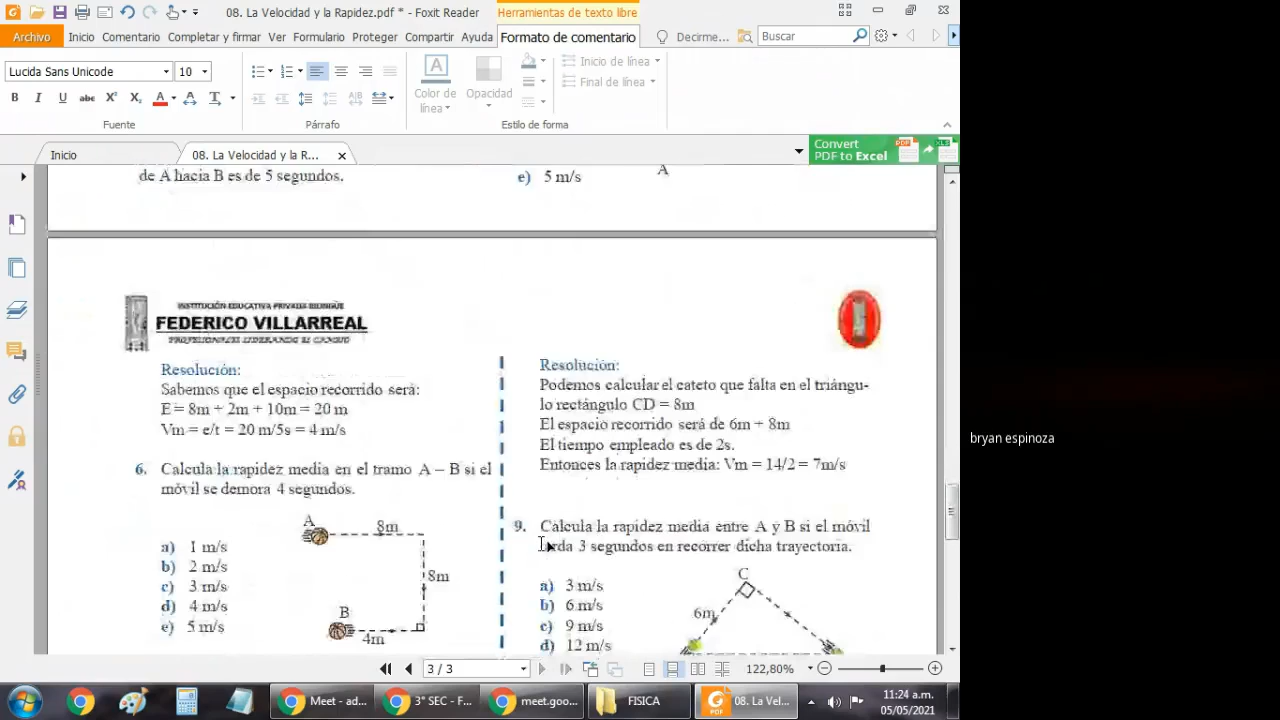 08. La Velocidad y la Rapidez.pdf * - Foxit Reader
Herramientas de texto libre
Archivo
Inicio
Comentario
Completar y firmar
Ver
Formulario
Proteger
Compartir
Ayuda
Formato de comentario
Decirme...
Buscar
Lucida Sans Unicode
10
Inicio de línea
Final de línea
Color de línea
Opacidad
Fuente
Párrafo
Estilo de forma
Inicio
08. La Velocidad y la R...
Convert
PDF to Excel
de A hacia B es de 5 segundos.
e) 5 m/s
A
INSTITUCIÓN EDUCATIVA PRIVADA BILINGÜE
FEDERICO VILLARREAL
PROFESIONALES LIDERANDO EL CAMBIO
Resolución:
Sabemos que el espacio recorrido será:
E = 8m + 2m + 10m = 20 m
Vm = e/t = 20 m/5s = 4 m/s
6. Calcula la rapidez media en el tramo A – B si el
móvil se demora 4 segundos.
a) 1 m/s
b) 2 m/s
c) 3 m/s
d) 4 m/s
e) 5 m/s
A
8m
8m
B
4m
Resolución:
Podemos calcular el cateto que falta en el triángu-
lo rectángulo CD = 8m
El espacio recorrido será de 6m + 8m
El tiempo empleado es de 2s.
Entonces la rapidez media: Vm = 14/2 = 7m/s
9. Calcula la rapidez media entre A y B si el móvil
tarda 3 segundos en recorrer dicha trayectoria.
a) 3 m/s
b) 6 m/s
c) 9 m/s
d) 12 m/s
C
6m
3 / 3
122,80%
bryan espinoza
Meet - ad...
3° SEC - F...
meet.goo...
FISICA
08. La Vel...
11:24 a.m.
05/05/2021